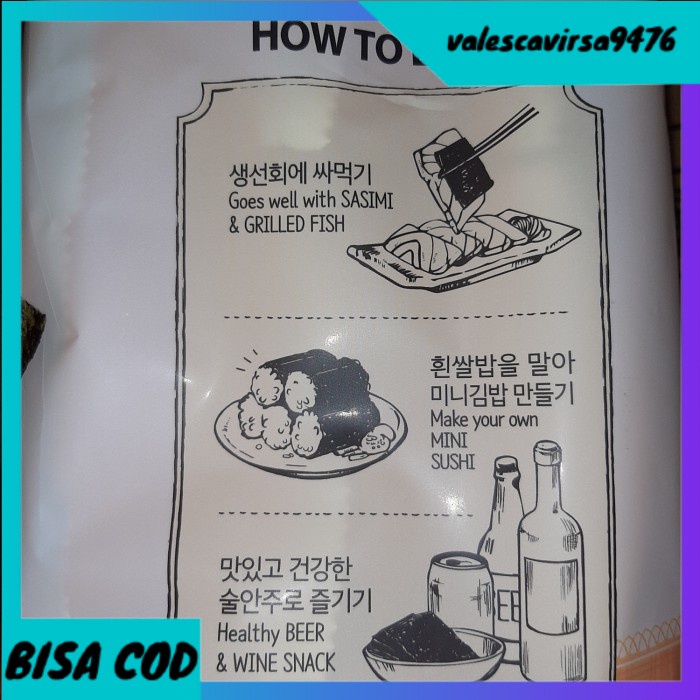 HOW TO
valescavirsa9476
생선회에 싸먹기
Goes well with SASIMI
& GRILLED FISH
흰쌀밥을 말아
미니김밥 만들기
Make your own
MINI
SUSHI
맛있고 건강한
술안주로 즐기기
Healthy BEER
& WINE SNACK
BISA COD